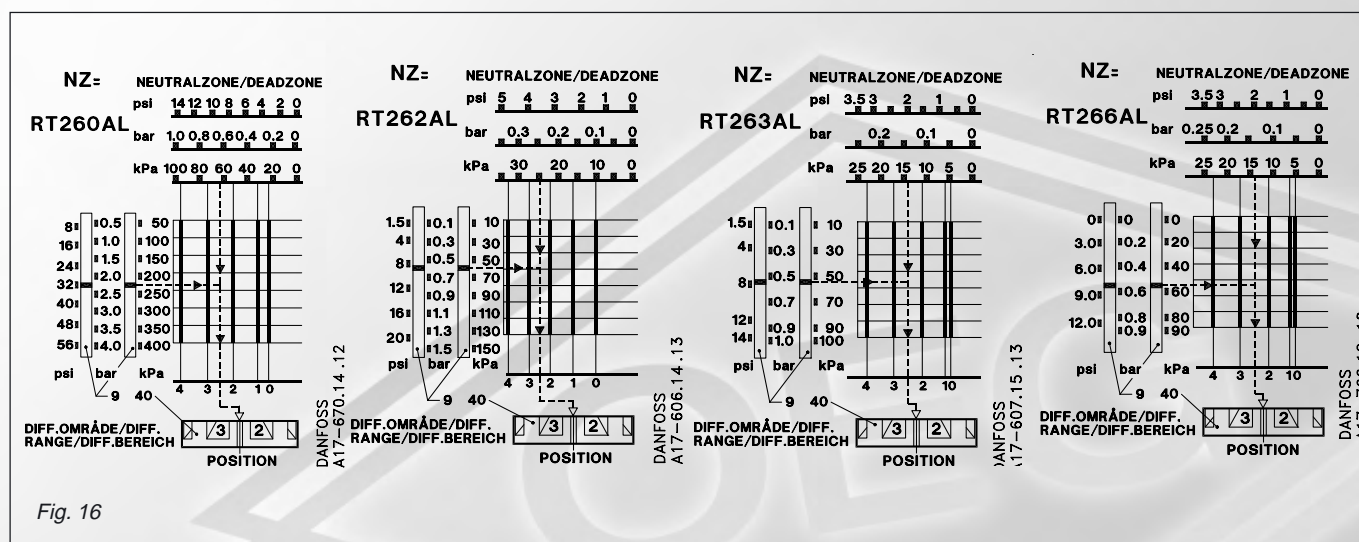 NZ=
NEUTRALZONE/DEADZONE
psi 14 12 10 8 6 4 2 0
RT260AL
bar 1.0 0.8 0.6 0.4 0.2 0
kPa 100 80 60 40 20 0
8 0.5 50
16 1.0 100
24 1.5 150
32 2.0 200
40 2.5 250
48 3.0 300
3.5 350
56 4.0 400
psi bar kPa
4 3 2 1 0
9 40
DIFF.OMRÅDE/DIFF.
RANGE/DIFF.BEREICH
3 2
POSITION
DANFOSS
A17-670.14.12
NZ=
NEUTRALZONE/DEADZONE
psi 5 4 3 2 1 0
RT262AL
bar 0.3 0.2 0.1 0
kPa 30 20 10 0
1.5 0.1 10
4 0.3 30
8 0.5 50
0.7 70
12 0.9 90
16 1.1 110
20 1.3 130
1.5 150
psi bar kPa
4 3 2 1 0
9 40
DIFF.OMRÅDE/DIFF.
RANGE/DIFF.BEREICH
3 2
POSITION
DANFOSS
A17-606.14.13
NZ=
NEUTRALZONE/DEADZONE
psi 3.5 3 2 1 0
RT263AL
bar 0.2 0.1 0
kPa 25 20 15 10 5 0
1.5 0.1 10
4 0.3 30
8 0.5 50
0.7 70
12 0.9 90
14 1.0 100
psi bar kPa
4 3 2 1 0
9 40
DIFF.OMRÅDE/DIFF.
RANGE/DIFF.BEREICH
3 2
POSITION
DANFOSS
A17-607.15.13
NZ=
NEUTRALZONE/DEADZONE
psi 3.5 3 2 1 0
RT266AL
bar 0.25 0.2 0.1 0
kPa 25 20 15 10 5 0
0 0 0
3.0 0.2 20
6.0 0.4 40
9.0 0.6 60
12.0 0.8 80
0.9 90
psi bar kPa
4 3 2 1 0
9 40
DIFF.OMRÅDE/DIFF.
RANGE/DIFF.BEREICH
3 2
POSITION
DANFOSS
Fig. 16